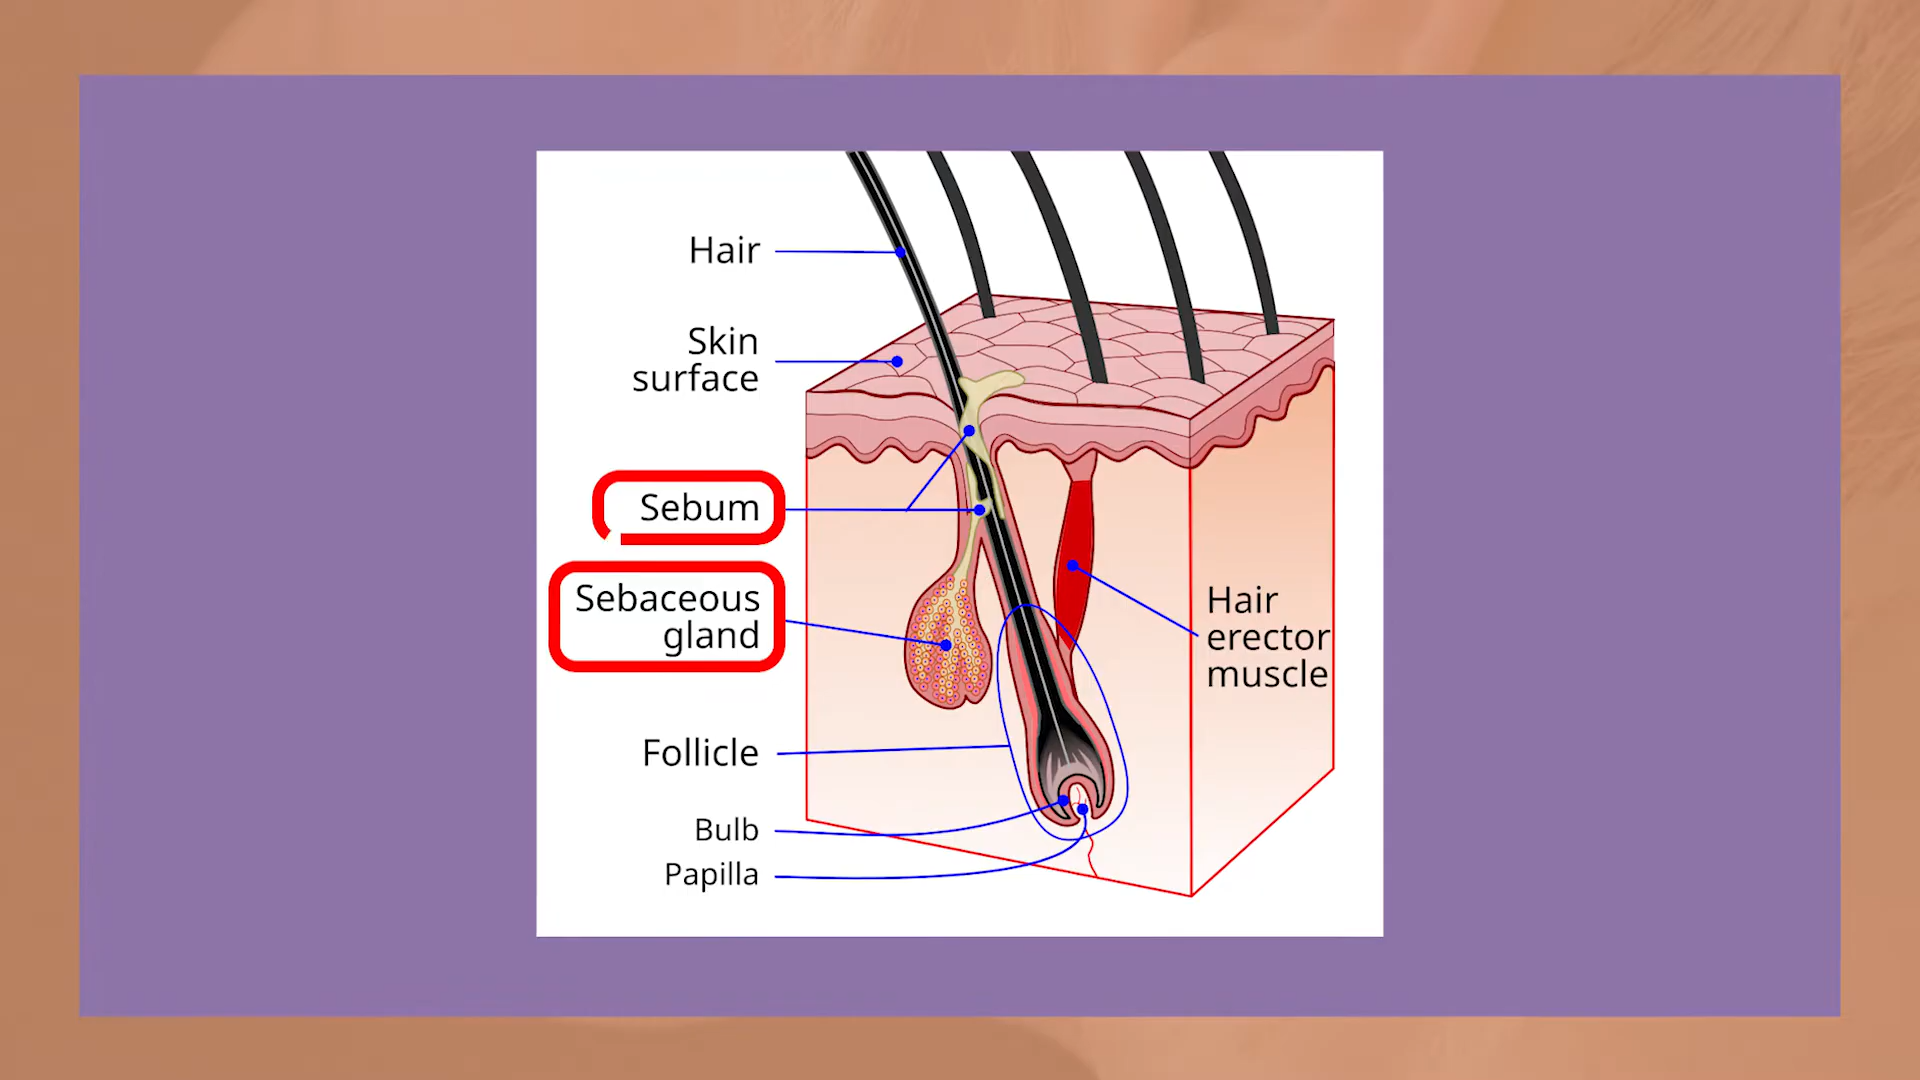 Hair
Skin
surface
Sebum
Sebaceous
gland
Follicle
Bulb
Papilla
Hair
erector
muscle